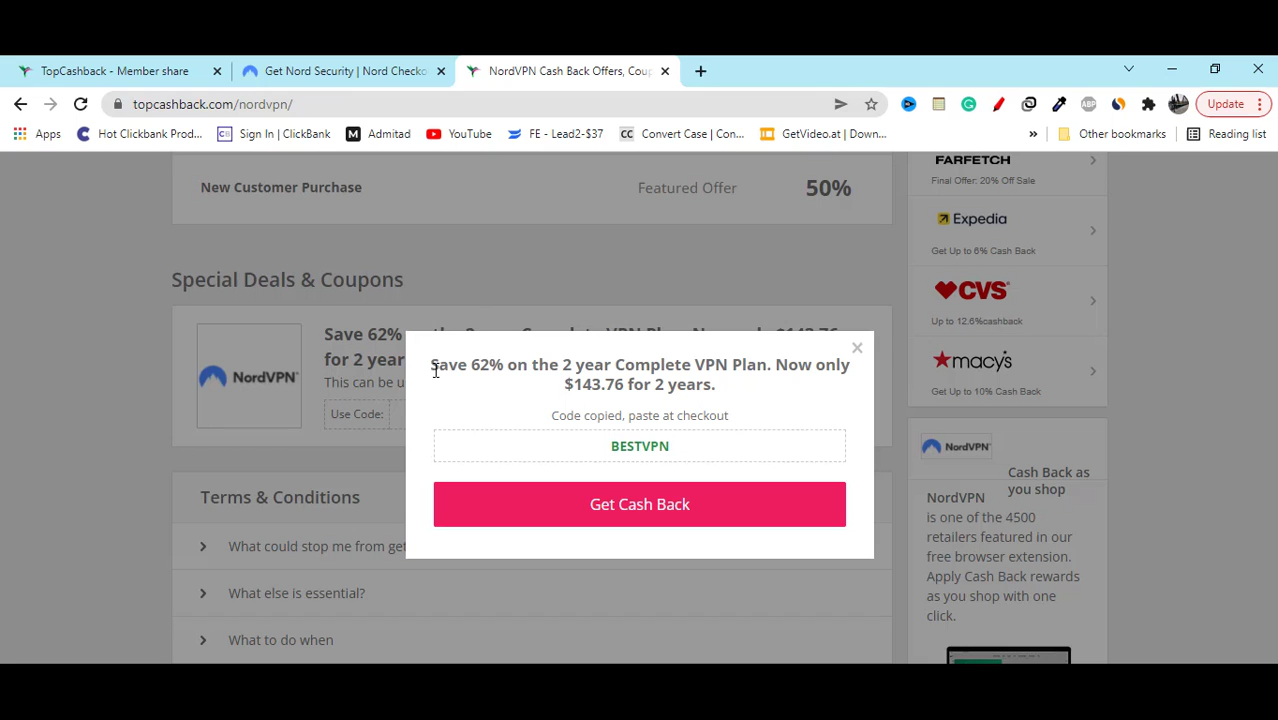 TopCashback - Member share
Get Nord Security | Nord Checko
NordVPN Cash Back Offers, Coup
topcashback.com/nordvpn/
Update
Apps
Hot Clickbank Prod...
CB
Sign In | ClickBank
M
Admitad
YouTube
FE - Lead2-$37
CC
Convert Case | Con...
GetVideo.at | Down...
»
Other bookmarks
Reading list
ABP
New Customer Purchase
Featured Offer
50%
Special Deals & Coupons
NordVPN
Save 62%
for 2 year
This can be u
Use Code:
Save 62% on the 2 year Complete VPN Plan. Now only
$143.76 for 2 years.
Code copied, paste at checkout
BESTVPN
Get Cash Back
Terms & Conditions
What could stop me from get
What else is essential?
What to do when
FARFETCH
Final Offer: 20% Off Sale
Expedia
Get Up to 6% Cash Back
CVS
Up to 12.6%cashback
macys
Get Up to 10% Cash Back
NordVPN
Cash Back as
you shop
NordVPN
is one of the 4500
retailers featured in our
free browser extension.
Apply Cash Back rewards
as you shop with one
click.